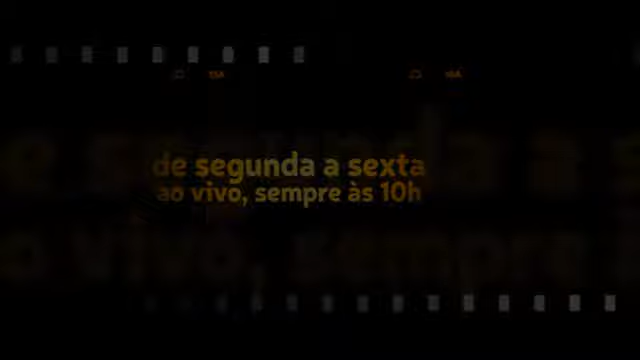 de segunda a sexta
ao vivo, sempre às 10h